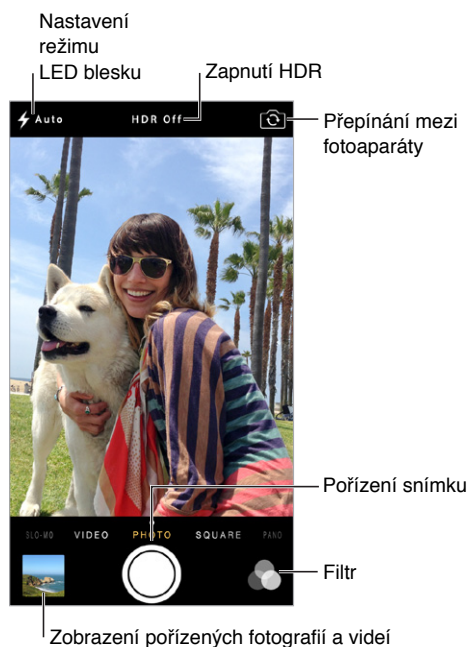 Nastavení
režimu
LED blesku
Zapnutí HDR
Auto
HDR Off
Přepínání mezi
fotoaparáty
Pořízení snímku
SLO-MO VIDEO PHOTO SQUARE PANO
Filtr
Zobrazení pořízených fotografií a videí